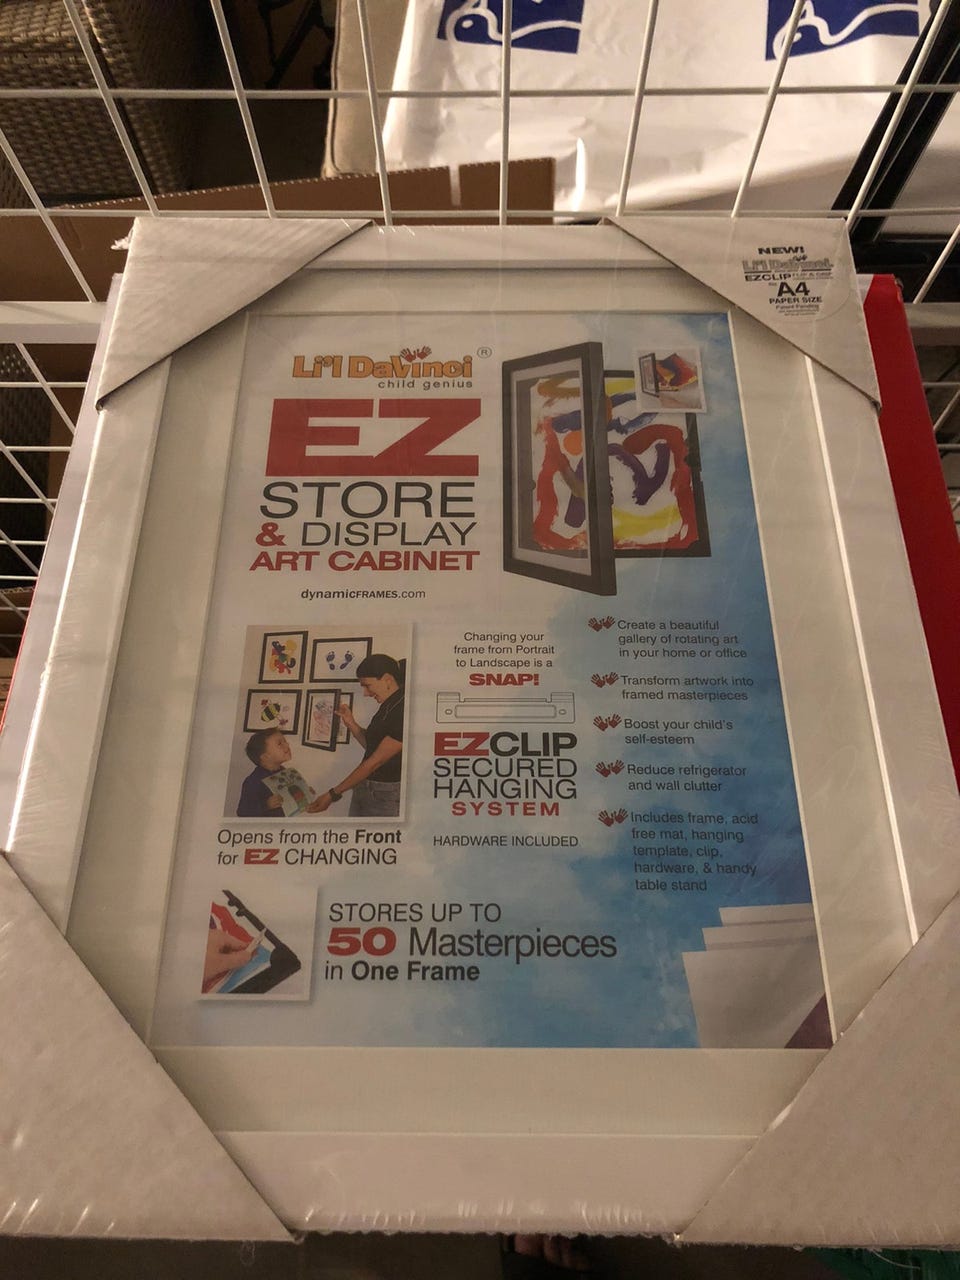 NEW!
Li'l DaVinci
EZCLIP
A4
PAPER SIZE
Patent Pending
Li'l DaVinci ®
child genius
EZ
STORE
& DISPLAY
ART CABINET
dynamicFRAMES.com
Changing your
frame from Portrait
to Landscape is a
SNAP!
EZCLIP
SECURED
HANGING
SYSTEM
HARDWARE INCLUDED
Create a beautiful
gallery of rotating art
in your home or office
Transform artwork into
framed masterpieces
Boost your child's
self-esteem
Reduce refrigerator
and wall clutter
Includes frame, acid
free mat, hanging
template, clip,
hardware, & handy
table stand
Opens from the Front
for EZ CHANGING
STORES UP TO
50 Masterpieces
in One Frame